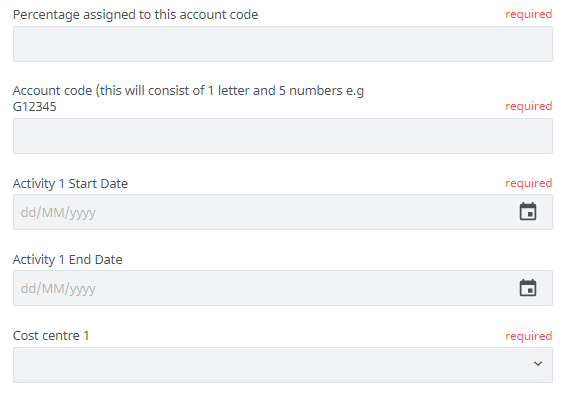 Percentage assigned to this account code required
Account code (this will consist of 1 letter and 5 numbers e.g
G12345 required
Activity 1 Start Date required
dd/MM/yyyy
Activity 1 End Date
dd/MM/yyyy
Cost centre 1 required